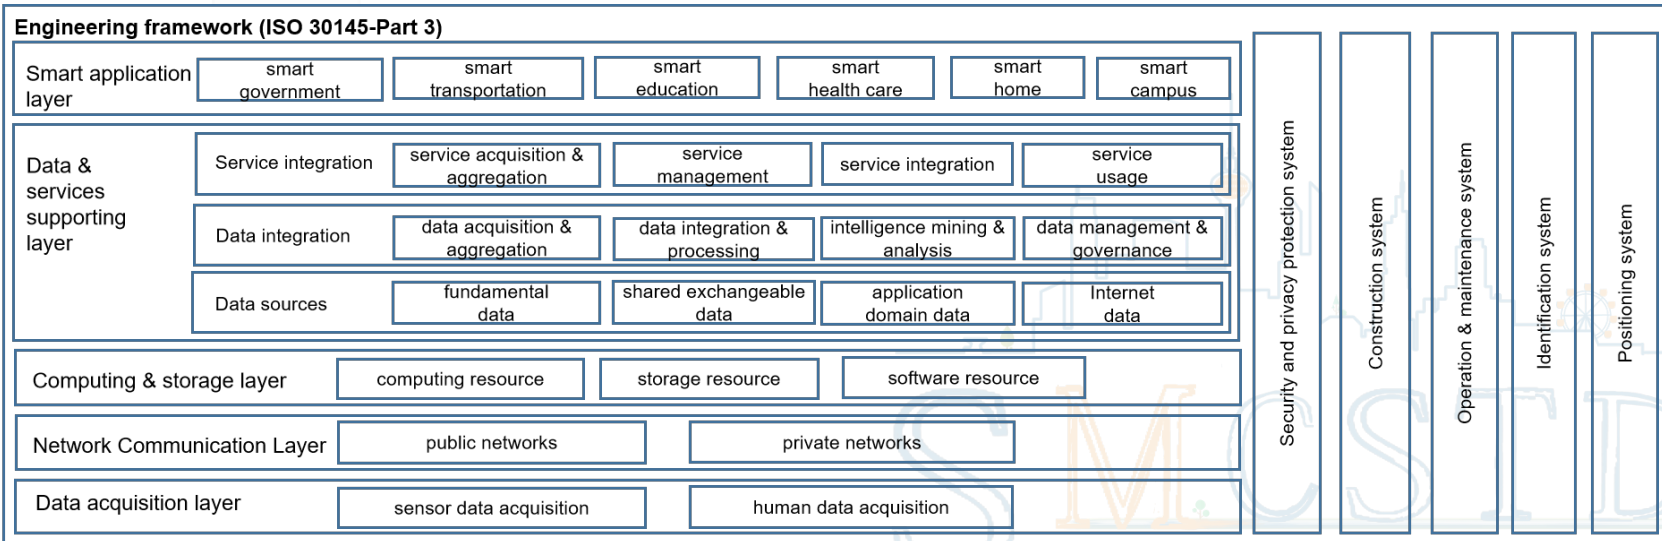 Engineering framework (ISO 30145-Part 3)
Smart application
layer
smart
government
smart
transportation
smart
education
smart
health care
smart
home
smart
campus
Data &
services
supporting
layer
Service integration
service acquisition &
aggregation
service
management
service integration
service
usage
Data integration
data acquisition &
aggregation
data integration &
processing
intelligence mining &
analysis
data management &
governance
Data sources
fundamental
data
shared exchangeable
data
application
domain data
Internet
data
Computing & storage layer
computing resource
storage resource
software resource
Network Communication Layer
public networks
private networks
Data acquisition layer
sensor data acquisition
human data acquisition
Security and privacy protection system
Construction system
Operation & maintenance system
Identification system
Positioning system